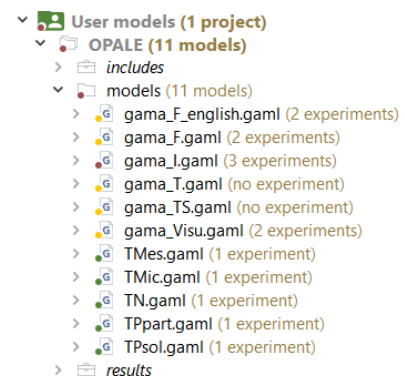 User models (1 project)
OPALE (11 models)
includes
models (11 models)
gama_F_english.gaml (2 experiments)
gama_F.gaml (2 experiments)
gama_I.gaml (3 experiments)
gama_T.gaml (no experiment)
gama_TS.gaml (no experiment)
gama_Visu.gaml (2 experiments)
TMes.gaml (1 experiment)
TMic.gaml (1 experiment)
TN.gaml (1 experiment)
TPpart.gaml (1 experiment)
TPsol.gaml (1 experiment)
results